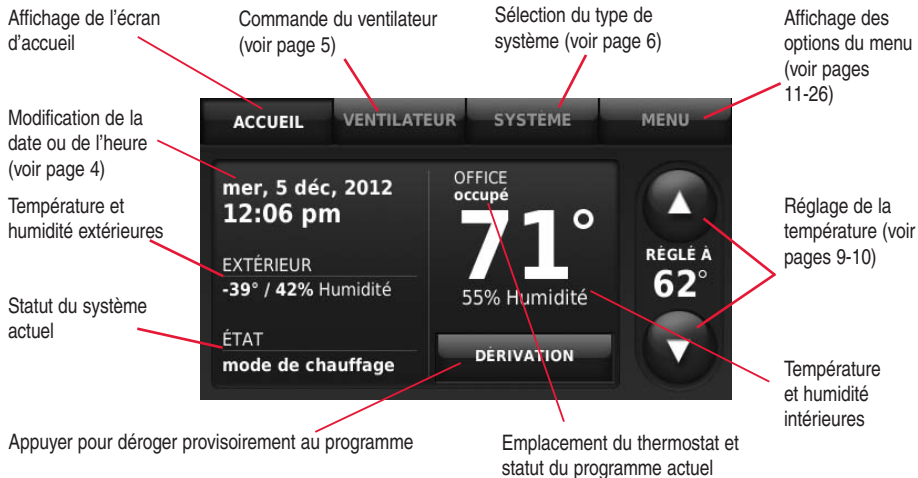 Affichage de l'écran
d'accueil
Commande du ventilateur
(voir page 5)
Sélection du type de
système (voir page 6)
Affichage des
options du menu
(voir pages
11-26)
Modification de la
date ou de l'heure
(voir page 4)
Température et
humidité extérieures
Statut du système
actuel
ACCUEIL
VENTILATEUR
SYSTÉME
MENU
mer, 5 déc, 2012
12:06 pm
EXTÉRIEUR
-39° / 42% Humidité
ÉTAT
mode de chauffage
OFFICE
occupé
71°
55% Humidité
DÉRIVATION
RÉGLÉ À
62°
Réglage de la
température (voir
pages 9-10)
Température
et humidité
intérieures
Appuyer pour déroger provisoirement au programme
Emplacement du thermostat et
statut du programme actuel